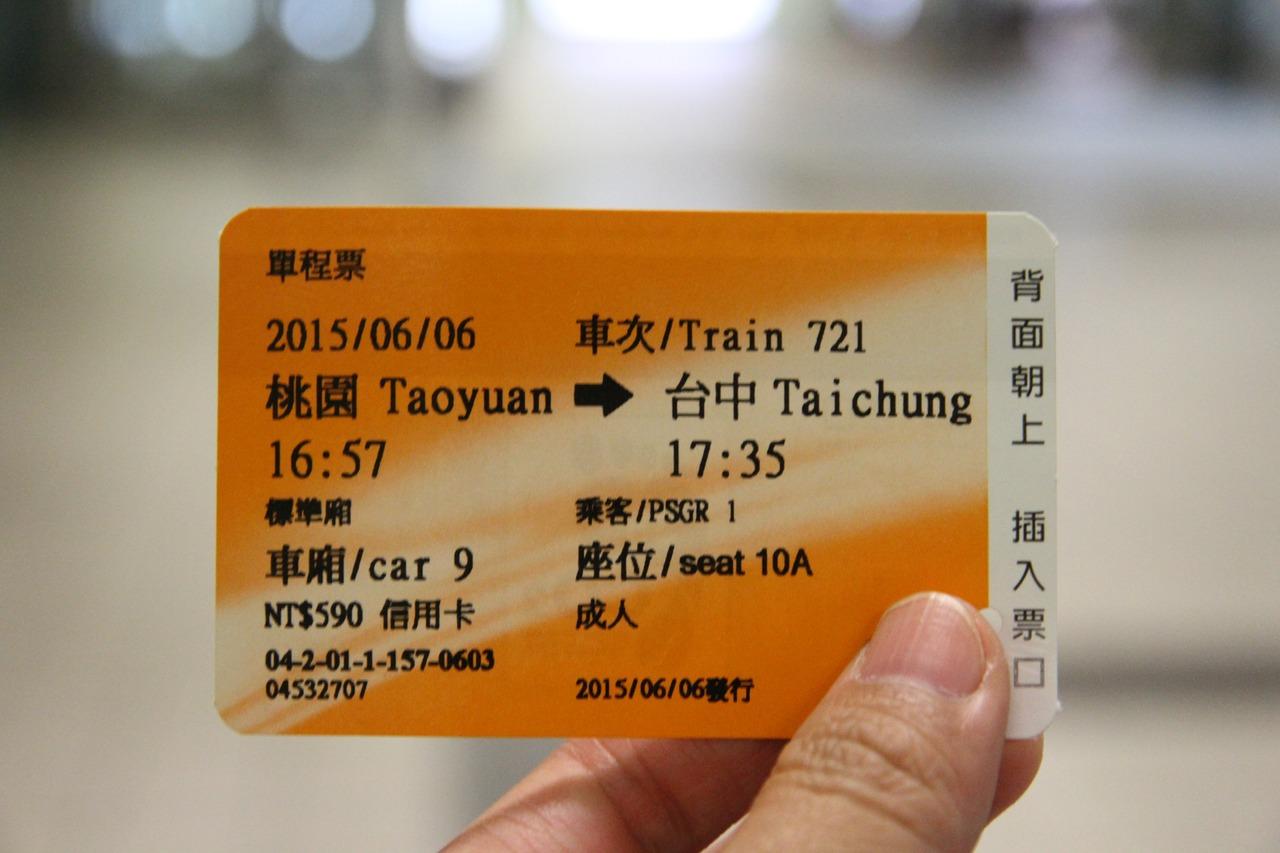 單程票
2015/06/06 車次/Train 721
桃園 Taoyuan ➡ 台中 Taichung
16:57 17:35
標準廂 乘客/PSGR 1
車廂/car 9 座位/seat 10A
NT$590 信用卡 成人
04-2-01-1-157-0603
04532707 2015/06/06發行
背面朝上 插入票口